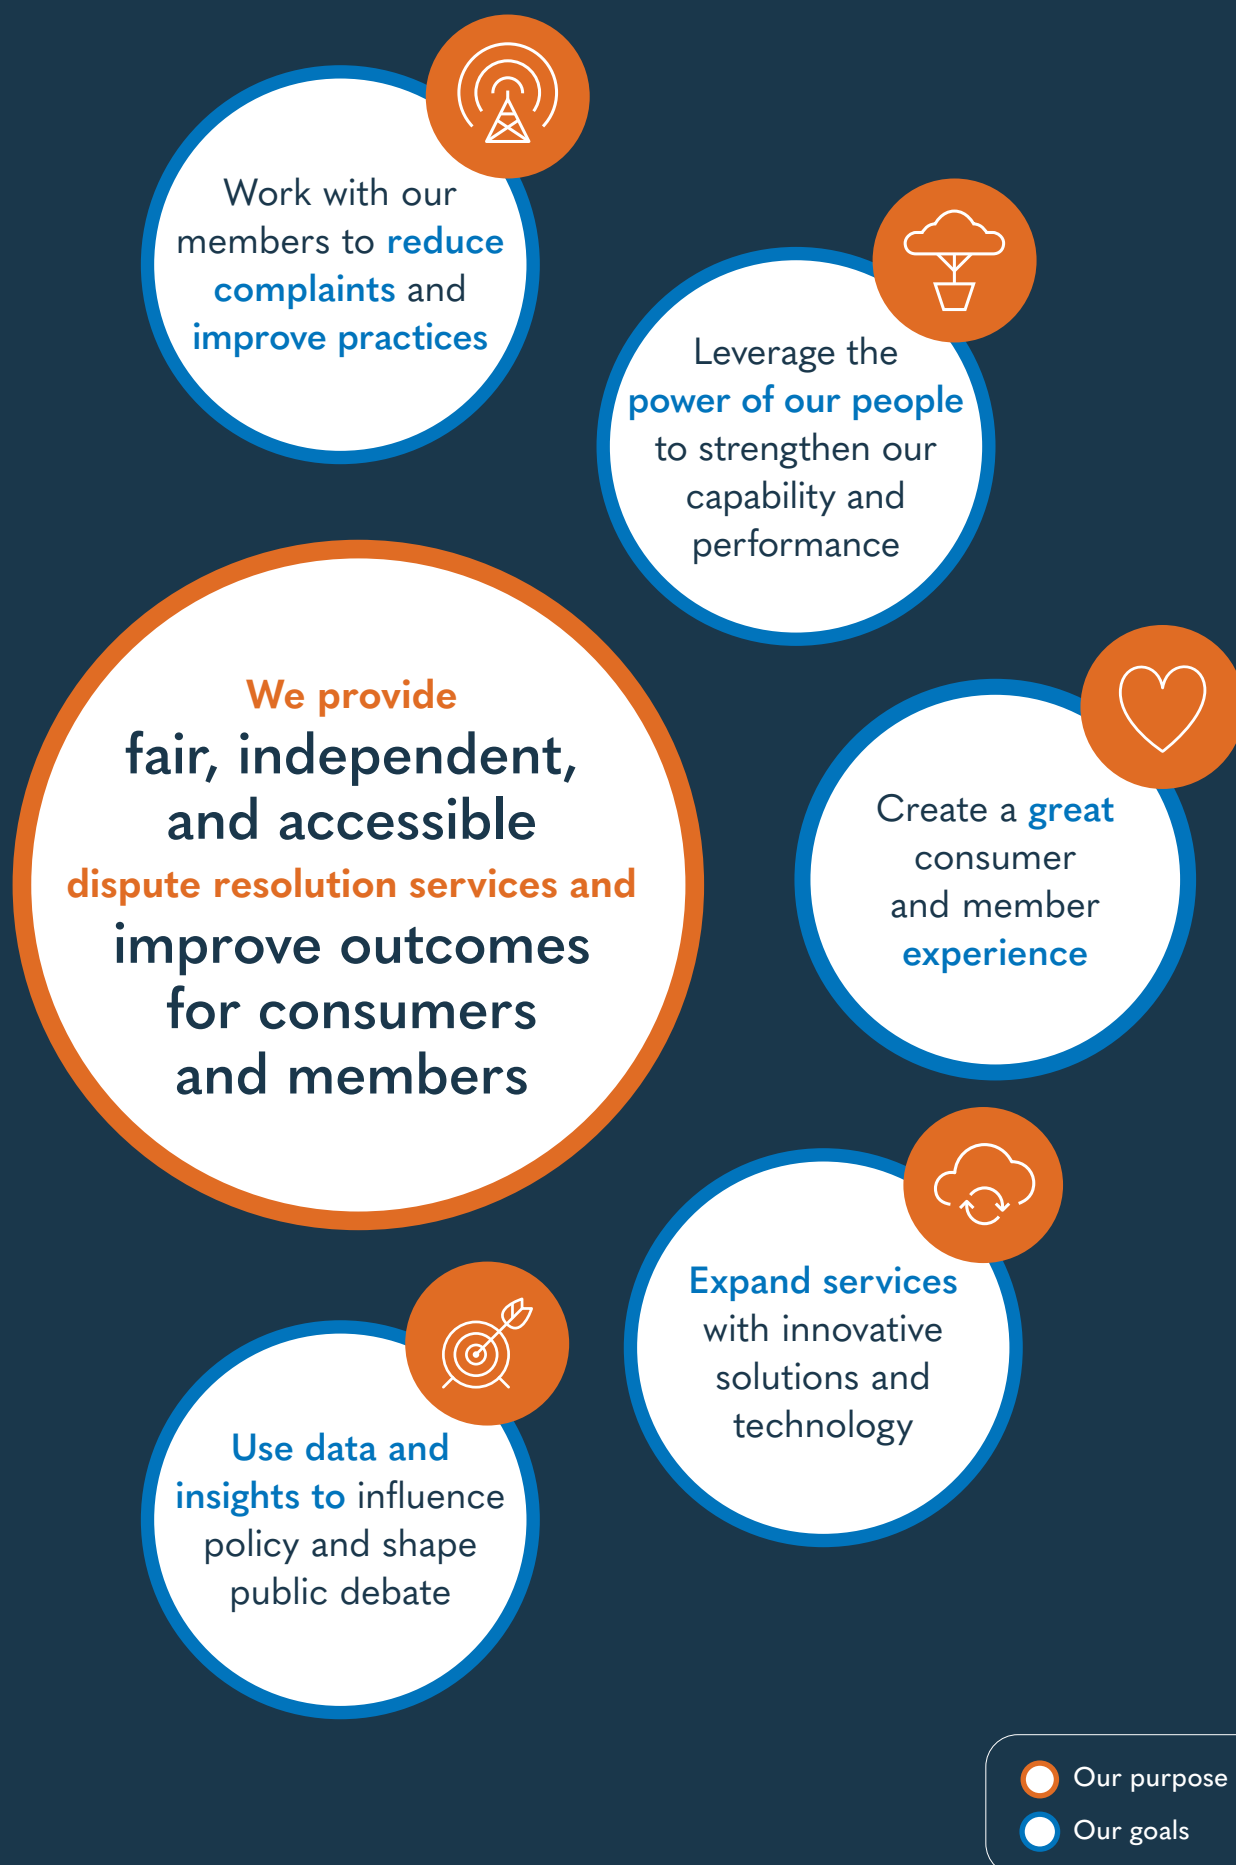 Work with our
members to reduce
complaints and
improve practices
Leverage the
power of our people
to strengthen our
capability and
performance
We provide
fair, independent,
and accessible
dispute resolution services and
improve outcomes
for consumers
and members
Create a great
consumer
and member
experience
Expand services
with innovative
solutions and
technology
Use data and
insights to influence
policy and shape
public debate
Our purpose
Our goals